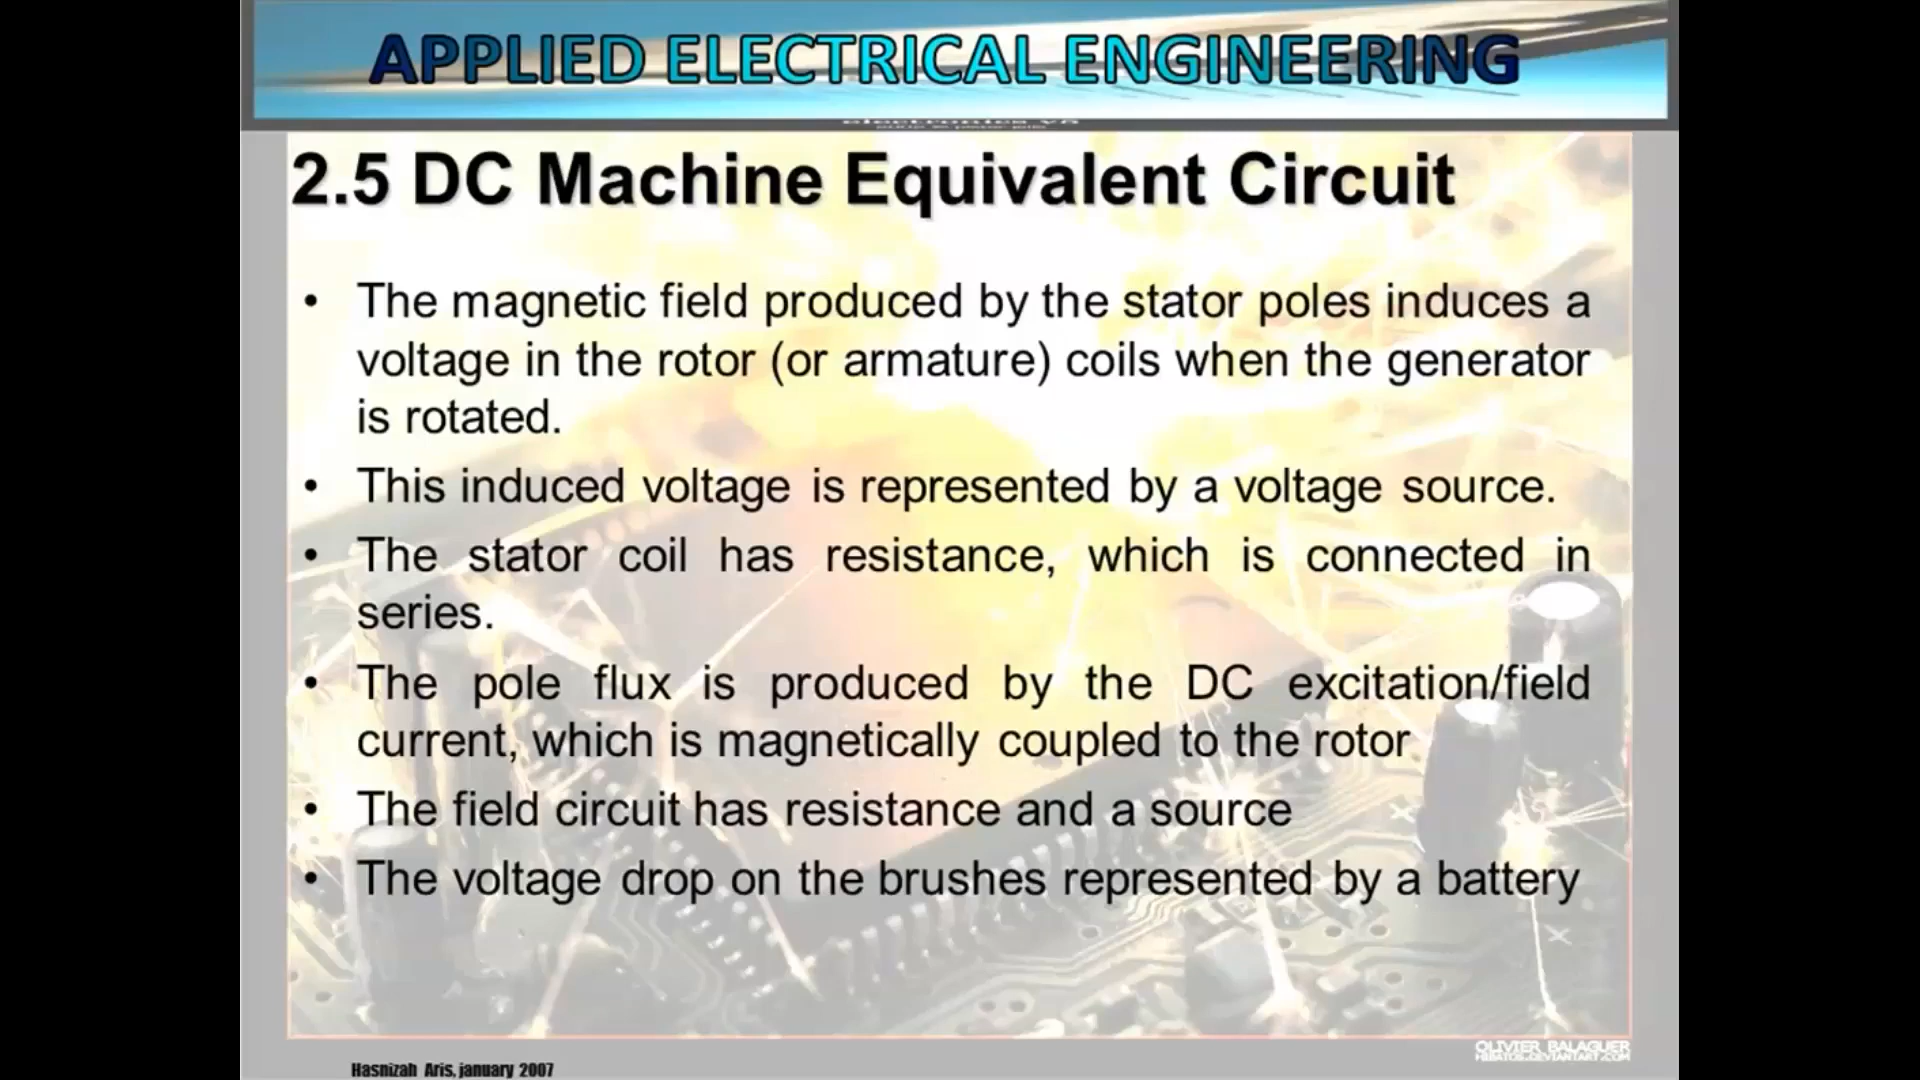 APPLIED ELECTRICAL ENGINEERING
2.5 DC Machine Equivalent Circuit
• The magnetic field produced by the stator poles induces a
voltage in the rotor (or armature) coils when the generator
is rotated.
• This induced voltage is represented by a voltage source.
• The stator coil has resistance, which is connected in
series.
• The pole flux is produced by the DC excitation/field
current, which is magnetically coupled to the rotor
• The field circuit has resistance and a source
• The voltage drop on the brushes represented by a battery
OLIVIER BALAGUER
HIBATOS.DEVIANTART.COM
Hasnizah Aris, january 2007